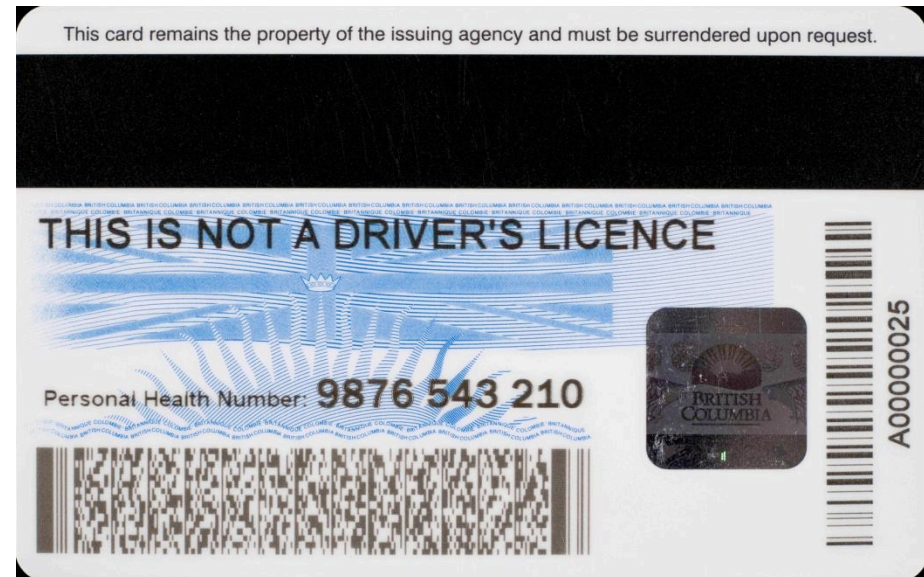 This card remains the property of the issuing agency and must be surrendered upon request.
THIS IS NOT A DRIVER'S LICENCE
Personal Health Number: 9876 543 210
BRITISH
COLUMBIA
A00000025